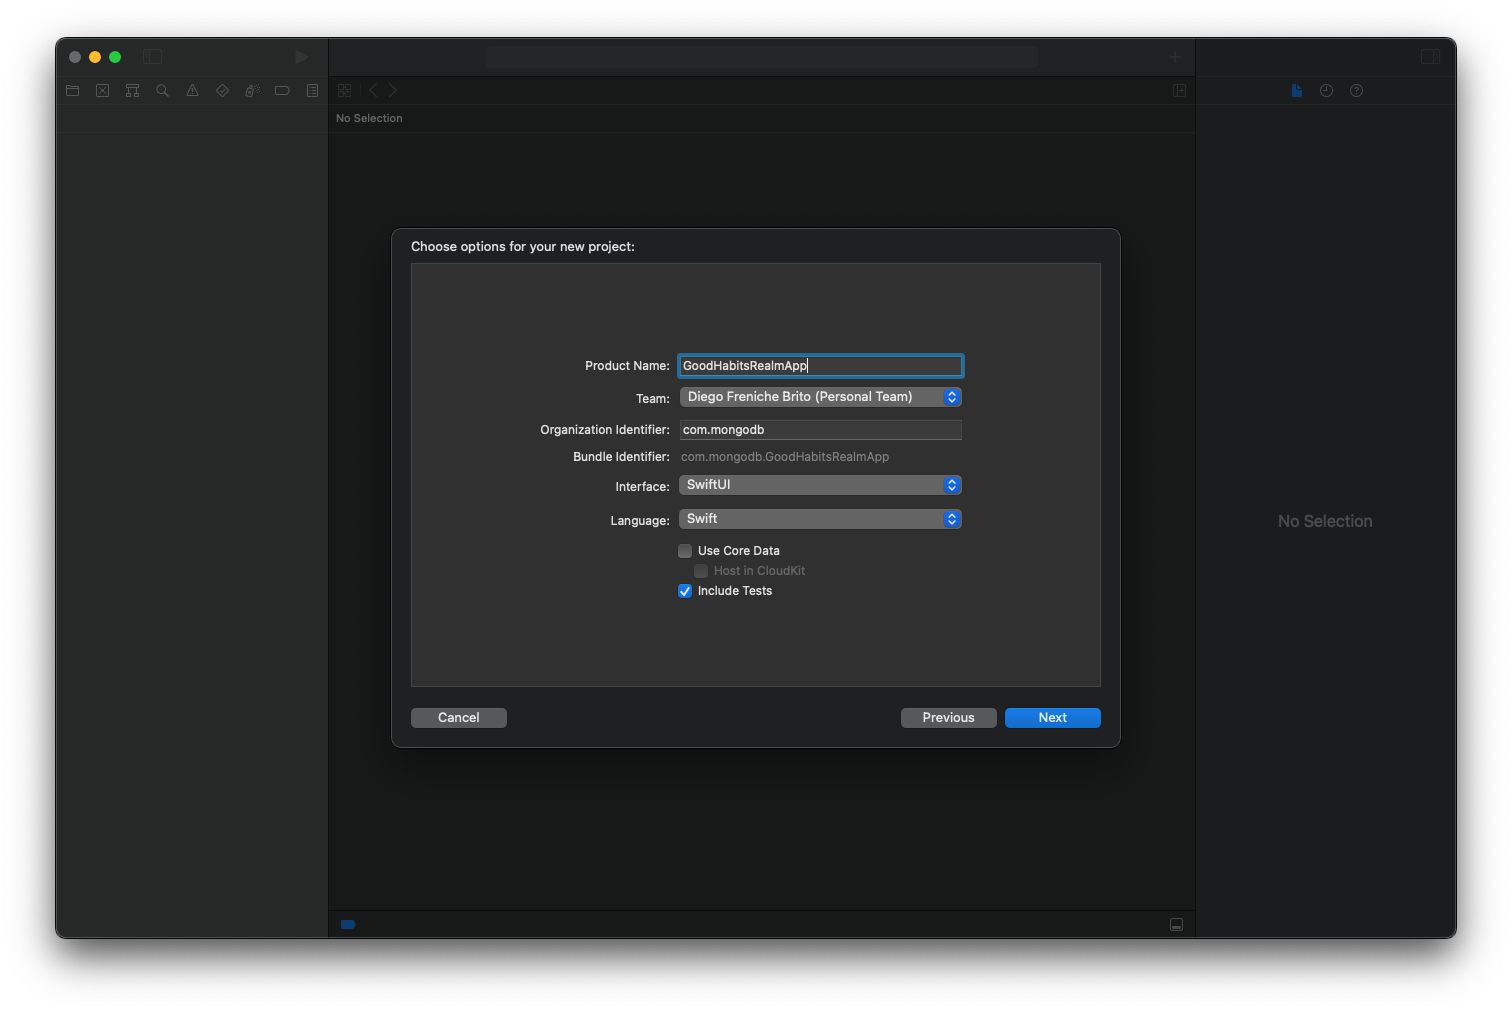 No Selection
Choose options for your new project:
Product Name: GoodHabitsRealmApp
Team: Diego Freniche Brito (Personal Team)
Organization Identifier: com.mongodb
Bundle Identifier: com.mongodb.GoodHabitsRealmApp
Interface: SwiftUI
Language: Swift
Use Core Data
Host in CloudKit
Include Tests
Cancel
Previous
Next
No Selection